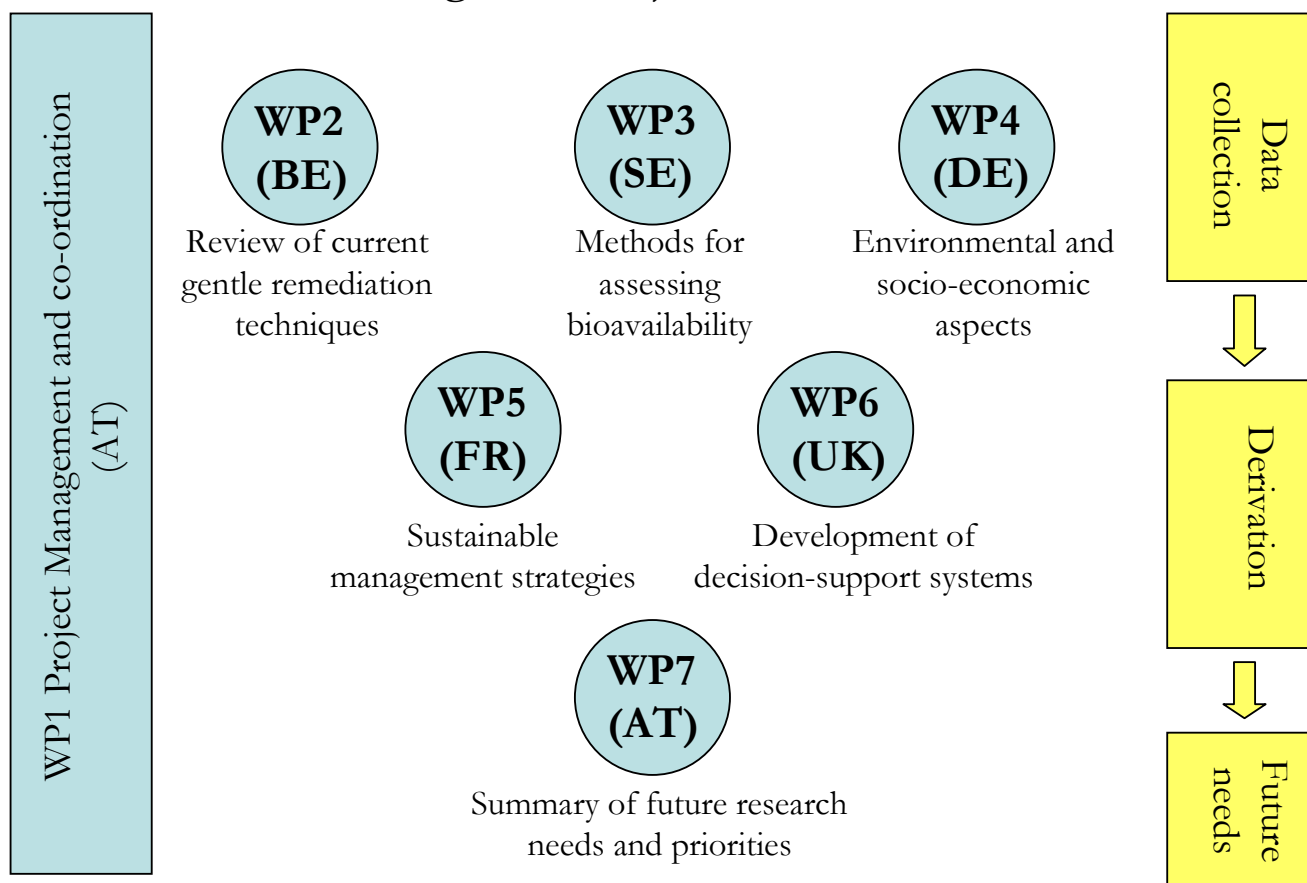 WP1 Project Management and co-ordination
(AT)
WP2
(BE)
Review of current
gentle remediation
techniques
WP3
(SE)
Methods for
assessing
bioavailability
WP4
(DE)
Environmental and
socio-economic
aspects
WP5
(FR)
Sustainable
management strategies
WP6
(UK)
Development of
decision-support systems
WP7
(AT)
Summary of future research
needs and priorities
Data
collection
Derivation
Future
needs